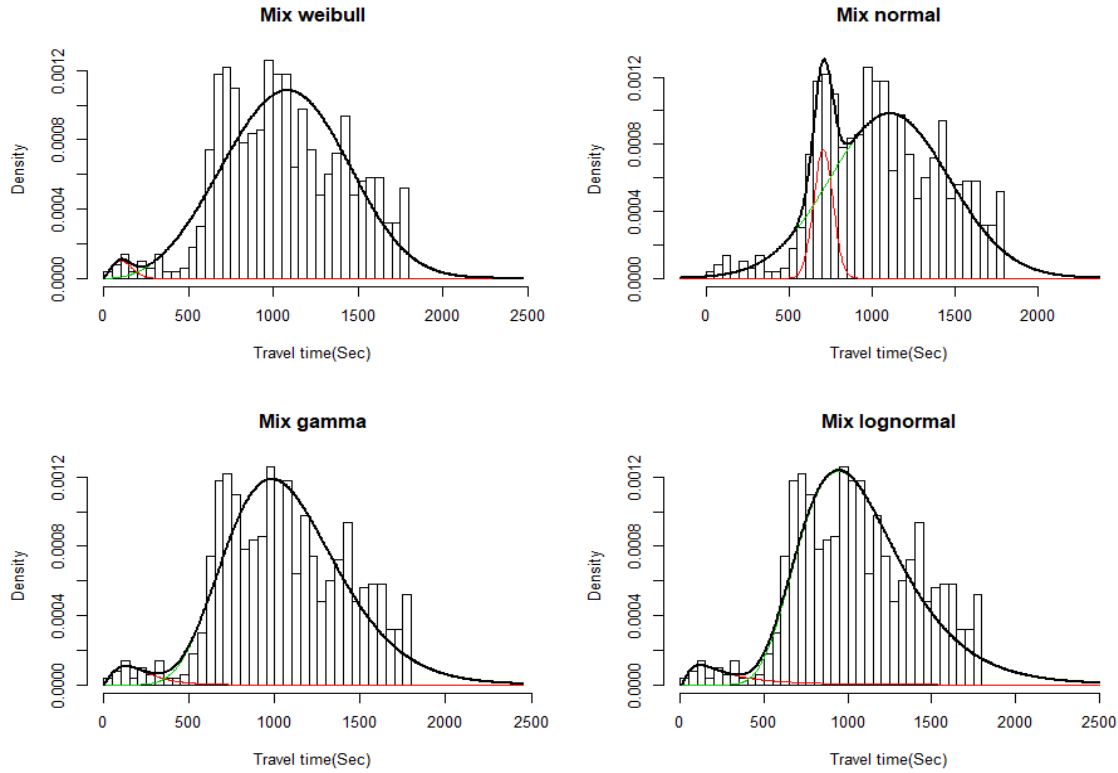 Mix weibull
Density
0.0000 0.0004 0.0008 0.0012
0 500 1000 1500 2000 2500
Travel time(Sec)
Mix normal
Density
0.0000 0.0004 0.0008 0.0012
0 500 1000 1500 2000
Travel time(Sec)
Mix gamma
Density
0.0000 0.0004 0.0008 0.0012
0 500 1000 1500 2000 2500
Travel time(Sec)
Mix lognormal
Density
0.0000 0.0004 0.0008 0.0012
0 500 1000 1500 2000 2500
Travel time(Sec)